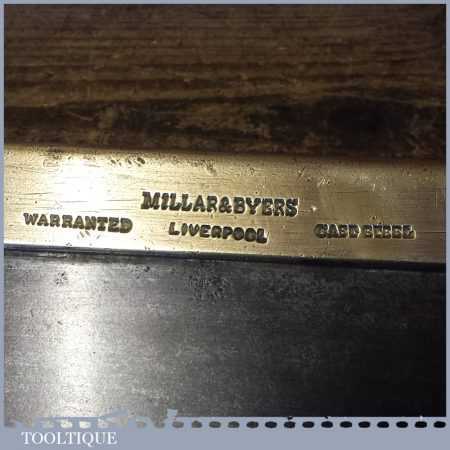 MILLAR&BYERS
WARRANTED LIVERPOOL CAST STEEL
TOOLTIQUE